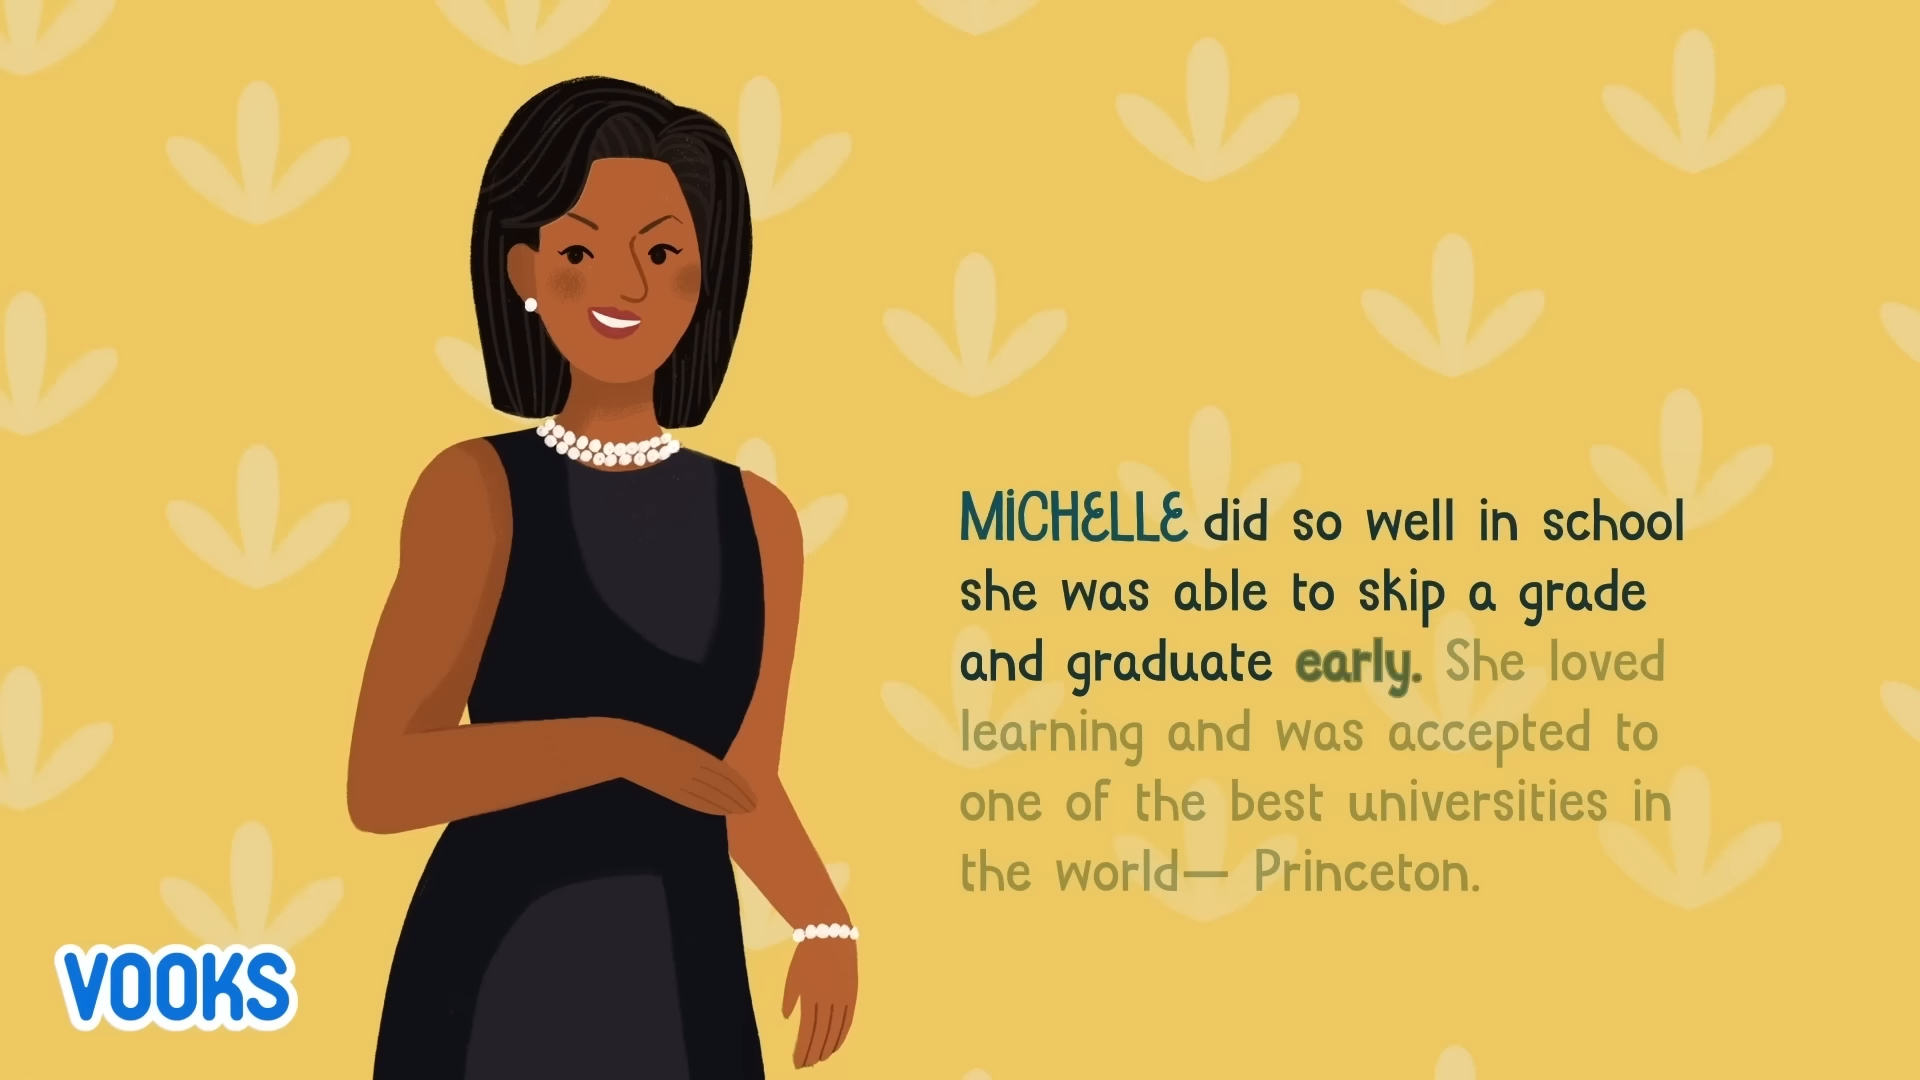 MiCHELLE did so well in school
she was able to skip a grade
and graduate early. She loved
learning and was accepted to
one of the best universities in
the world— Princeton.
VOOKS